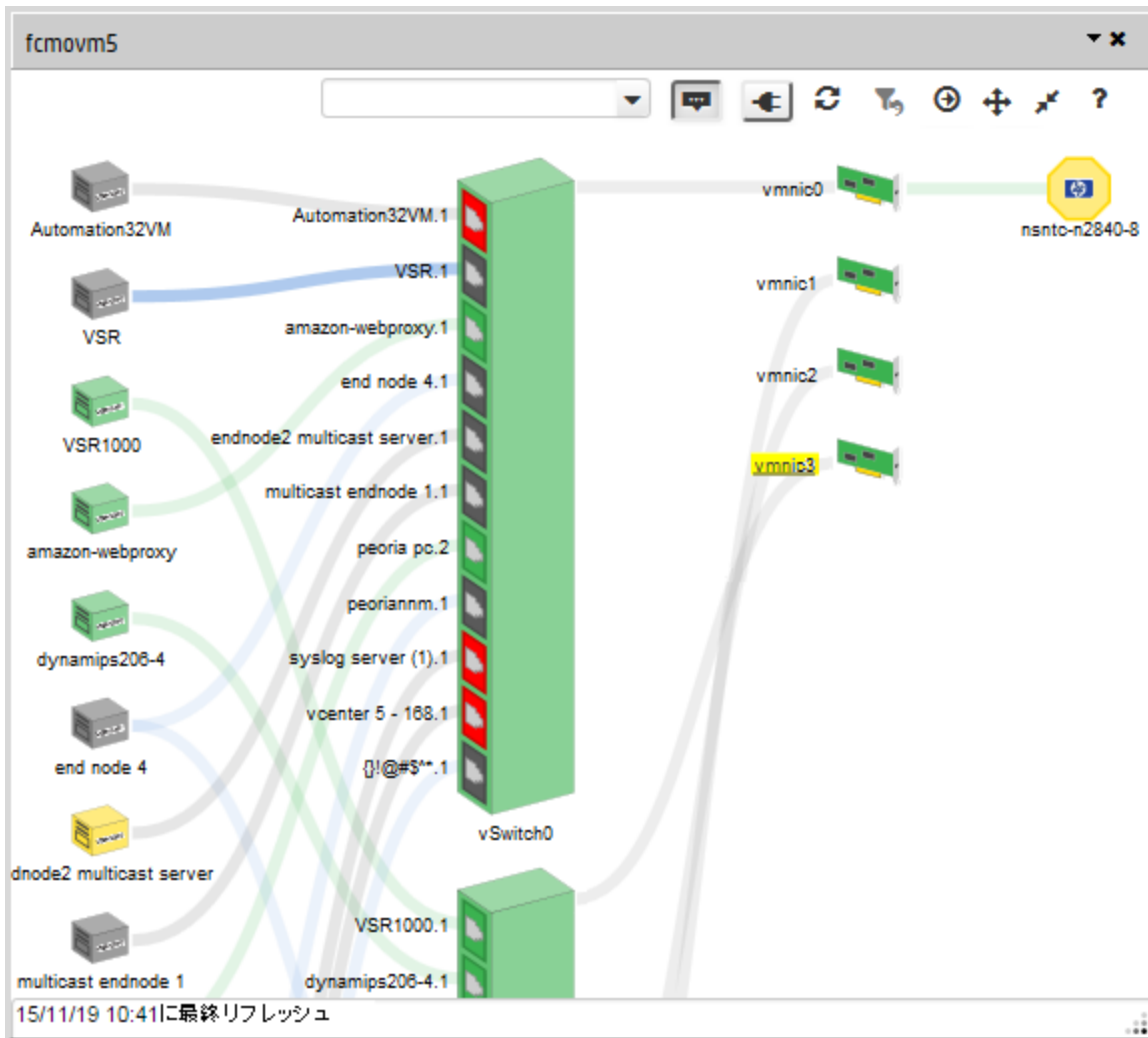 fcmovm5
?
Automation32VM
VSR
VSR1000
amazon-webproxy
dynamips206-4
end node 4
dnode2 multicast server
multicast endnode 1
Automation32VM.1
VSR.1
amazon-webproxy.1
end node 4.1
endnode2 multicast server.1
multicast endnode 1.1
peoria pc.2
peoriannm.1
syslog server (1).1
vcenter 5 - 168.1
{}!@#$^*.1
vSwitch0
VSR1000.1
dynamips206-4.1
vmnic0
vmnic1
vmnic2
vmnic3
nsntc-n2840-8
15/11/19 10:41に最終リフレッシュ